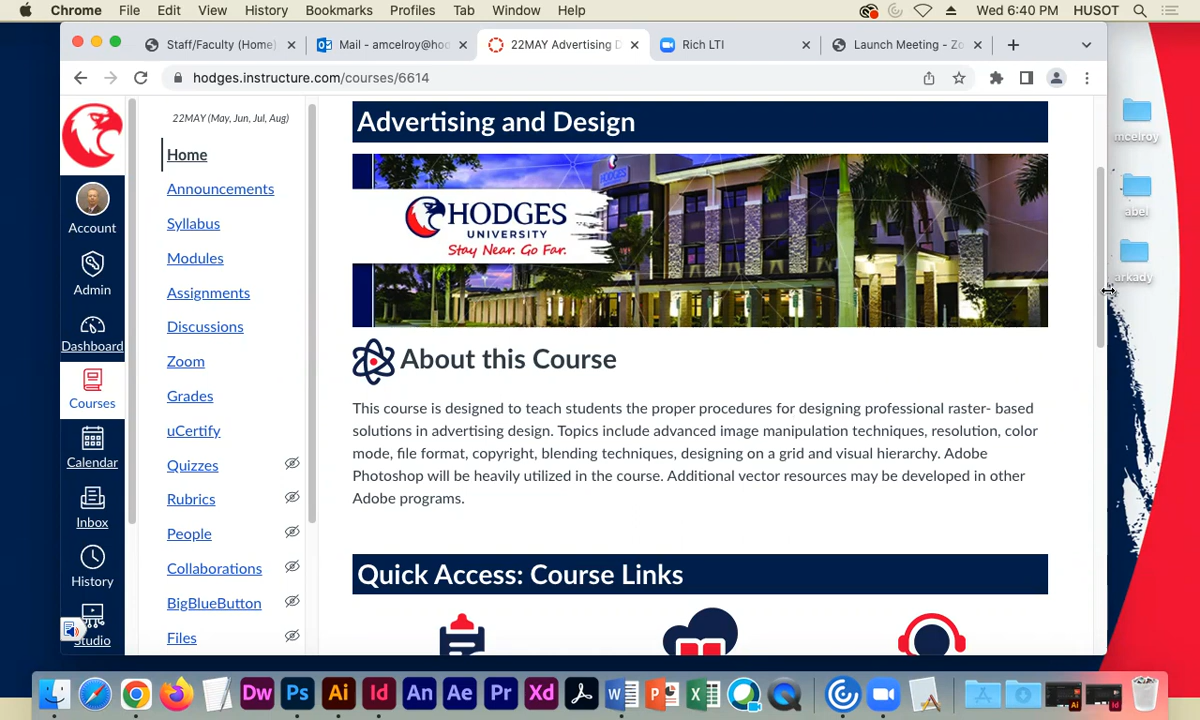 Chrome File Edit View History Bookmarks Profiles Tab Window Help Wed 6:40 PM HUSOT
Staff/Faculty (Home) Mail - amcelroy@hod 22MAY Advertising D Rich LTI Launch Meeting - Zo
hodges.instructure.com/courses/6614
22MAY (May, Jun, Jul, Aug)
Home
Announcements
Syllabus
Modules
Assignments
Discussions
Zoom
Grades
uCertify
Quizzes
Rubrics
People
Collaborations
BigBlueButton
Files
Account
Admin
Dashboard
Courses
Calendar
Inbox
History
Studio
Advertising and Design
HODGES
UNIVERSITY
Stay Near. Go Far.
About this Course
This course is designed to teach students the proper procedures for designing professional raster- based
solutions in advertising design. Topics include advanced image manipulation techniques, resolution, color
mode, file format, copyright, blending techniques, designing on a grid and visual hierarchy. Adobe
Photoshop will be heavily utilized in the course. Additional vector resources may be developed in other
Adobe programs.
Quick Access: Course Links
mcelroy
abel
arkady
Dw Ps Ai Id An Ae Pr Xd W P X Ai Id